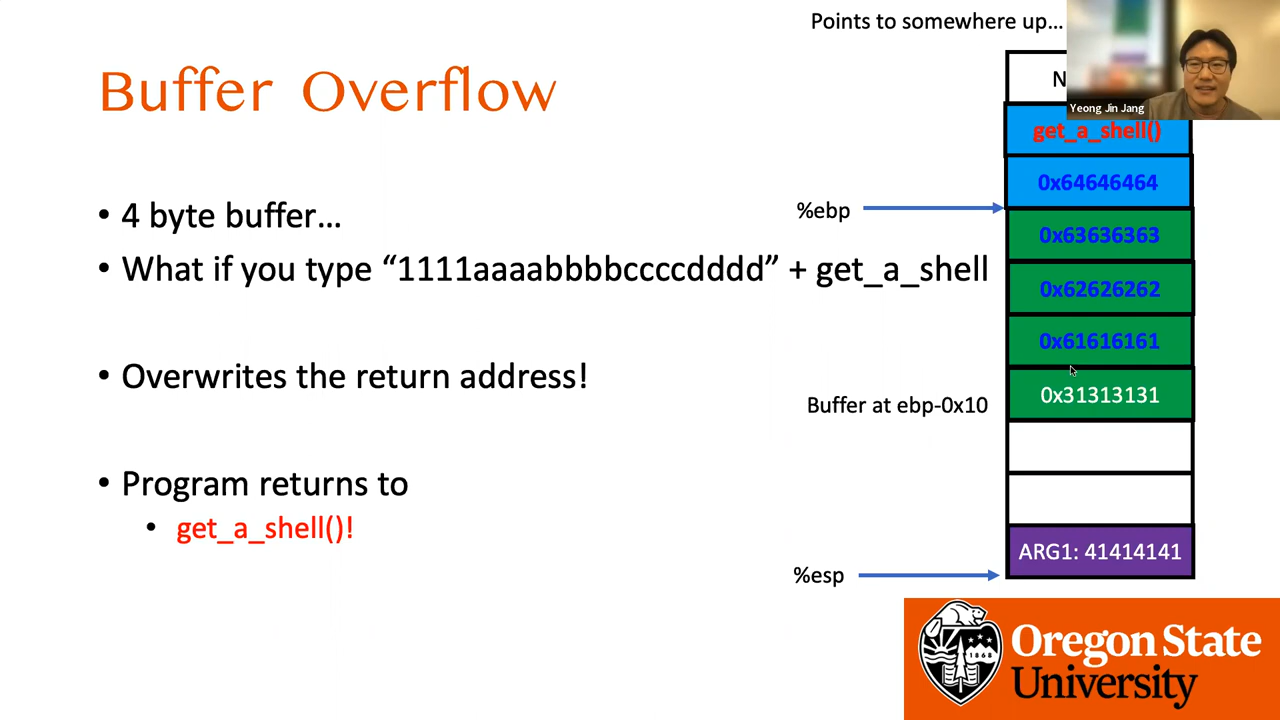 Points to somewhere up…
Buffer Overflow
Yeong Jin Jang
get_a_shell()
0x64646464
• 4 byte buffer…
%ebp
0x63636363
• What if you type “1111aaaabbbbccccdddd” + get_a_shell
0x62626262
0x61616161
• Overwrites the return address!
Buffer at ebp-0x10
0x31313131
• Program returns to
• get_a_shell()!
ARG1: 41414141
%esp
1868
Oregon State
University